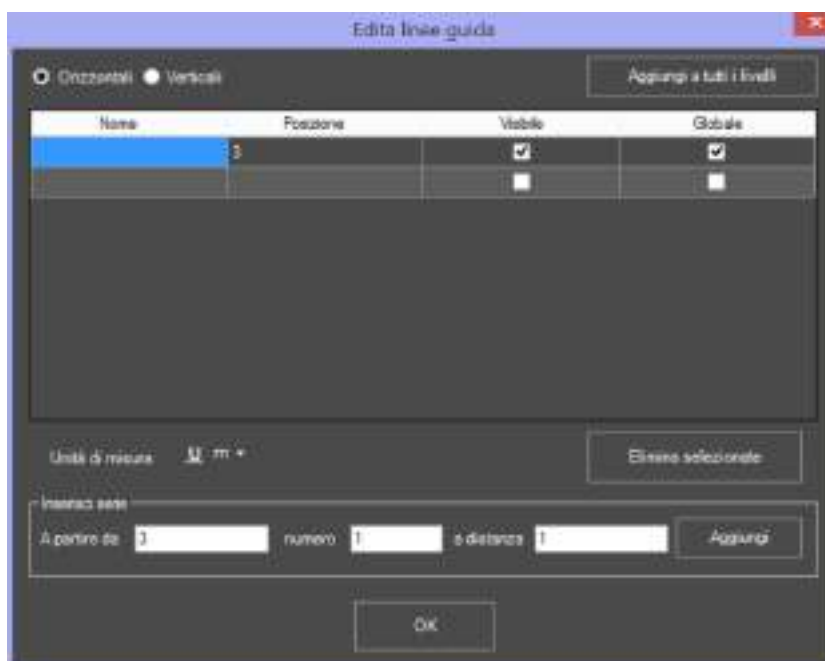 Edita linee guida
Orizzontali Verticali
Aggiungi a tutti i livelli
Nome Posizione Visibile Globale
3
Unità di misura U m
Elimina selezionate
Inserisci serie
A partire da 3 numero 1 a distanza 1 Aggiungi
OK